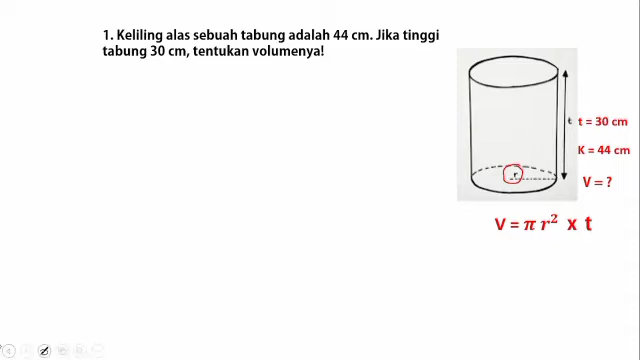 1. Keliling alas sebuah tabung adalah 44 cm. Jika tinggi
tabung 30 cm, tentukan volumenya!
t t = 30 cm
K = 44 cm
r
V = ?
V = π r² x t